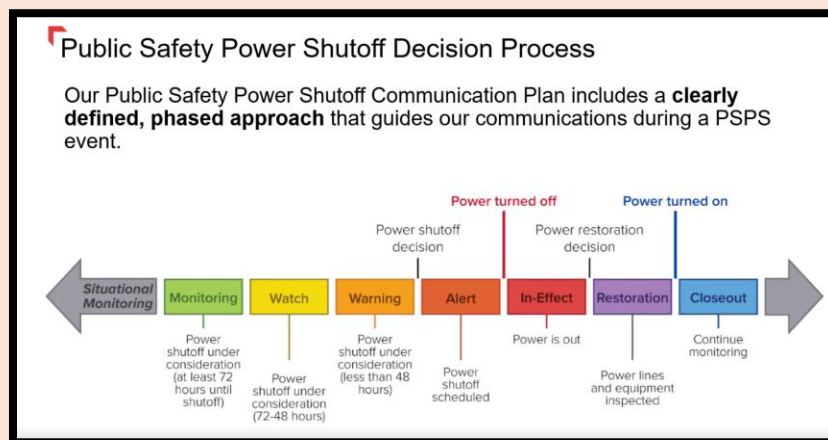 Public Safety Power Shutoff Decision Process
Our Public Safety Power Shutoff Communication Plan includes a clearly
defined, phased approach that guides our communications during a PSPS
event.
Power turned off
Power turned on
Power shutoff
decision
Power restoration
decision
Situational
Monitoring
Monitoring
Watch
Warning
Alert
In-Effect
Restoration
Closeout
Power
shutoff under
consideration
(at least 72
hours until
shutoff)
Power
shutoff under
consideration
(72-48 hours)
Power
shutoff under
consideration
(less than 48
hours)
Power
shutoff
scheduled
Power is out
Power lines
and equipment
inspected
Continue
monitoring